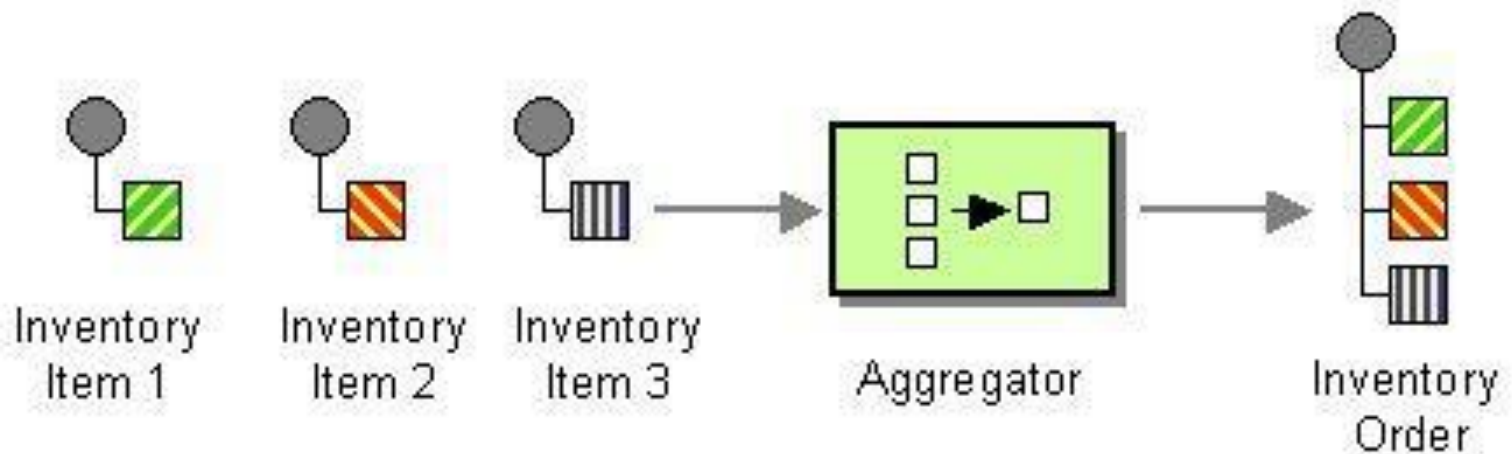 Inventory
Item 1
Inventory
Item 2
Inventory
Item 3
Aggregator
Inventory
Order